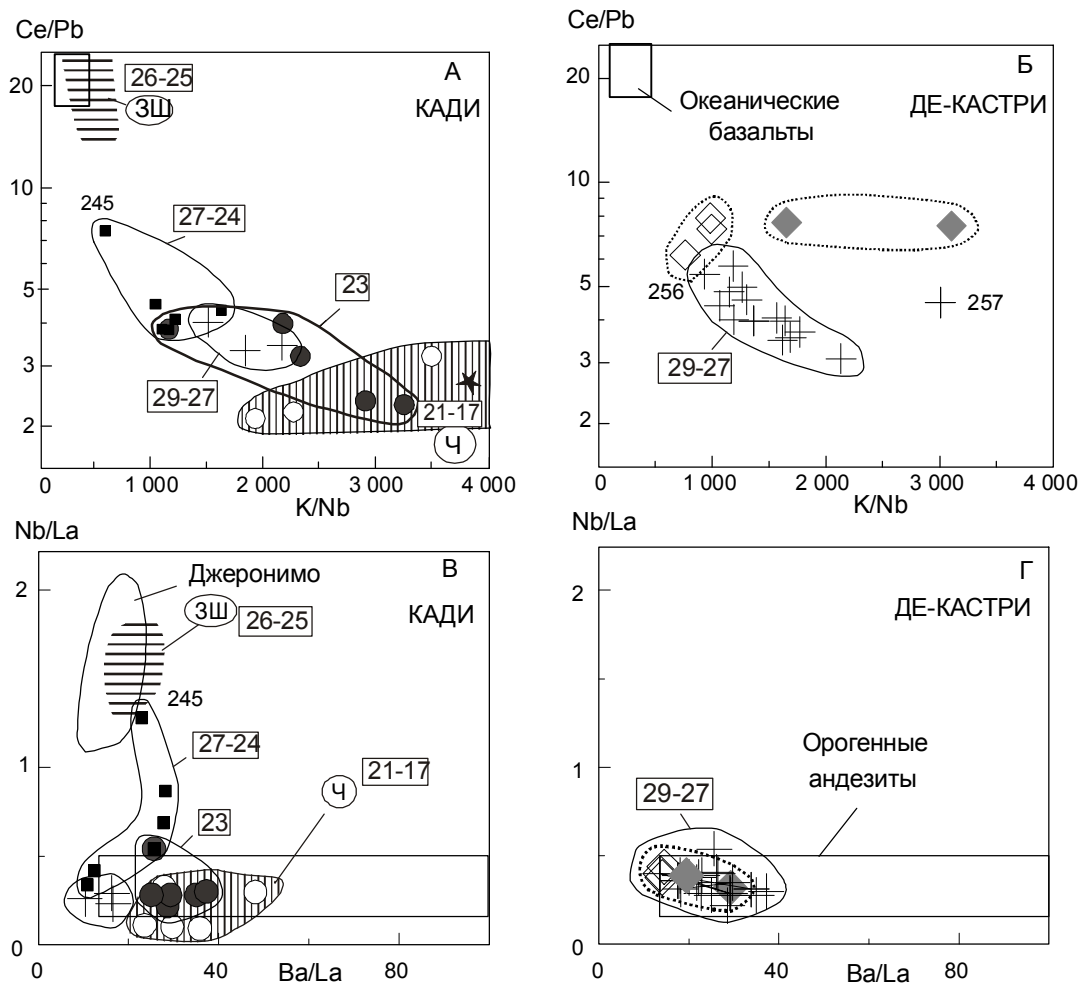 Ce/Pb
А
КАДИ
20
10
5
4
3
2
26-25
ЗШ
245
27-24
23
29-27
21-17
Ч
0
1 000
2 000
3 000
4 000
K/Nb
Ce/Pb
Б
ДЕ-КАСТРИ
Океанические
базальты
20
10
5
4
3
2
256
257
29-27
0
1 000
2 000
3 000
4 000
K/Nb
Nb/La
В
КАДИ
Джеронимо
ЗШ
26-25
245
27-24
21-17
Ч
23
2
1
0
0
40
80
Ba/La
Nb/La
Г
ДЕ-КАСТРИ
Орогенные
андезиты
29-27
2
1
0
0
40
80
Ba/La